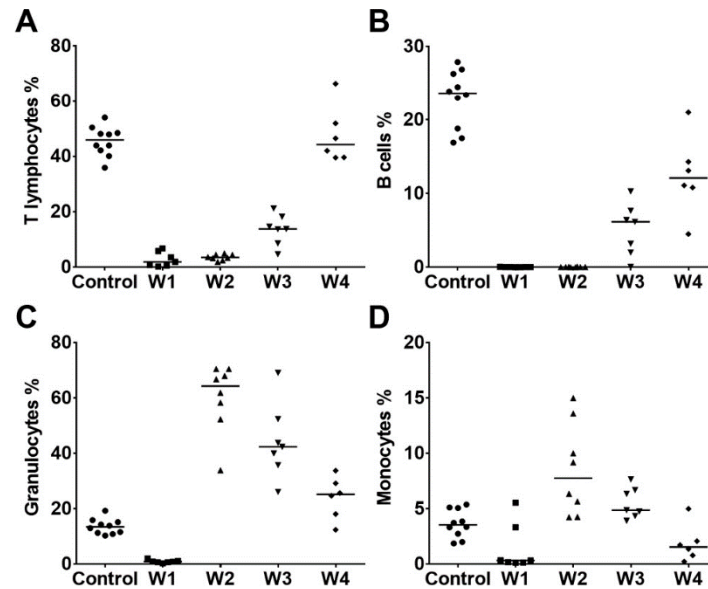 A
T lymphocytes %
80
60
40
20
0
Control W1 W2 W3 W4
B
B cells %
30
20
10
0
Control W1 W2 W3 W4
C
Granulocytes %
80
60
40
20
0
Control W1 W2 W3 W4
D
Monocytes %
20
15
10
5
0
Control W1 W2 W3 W4